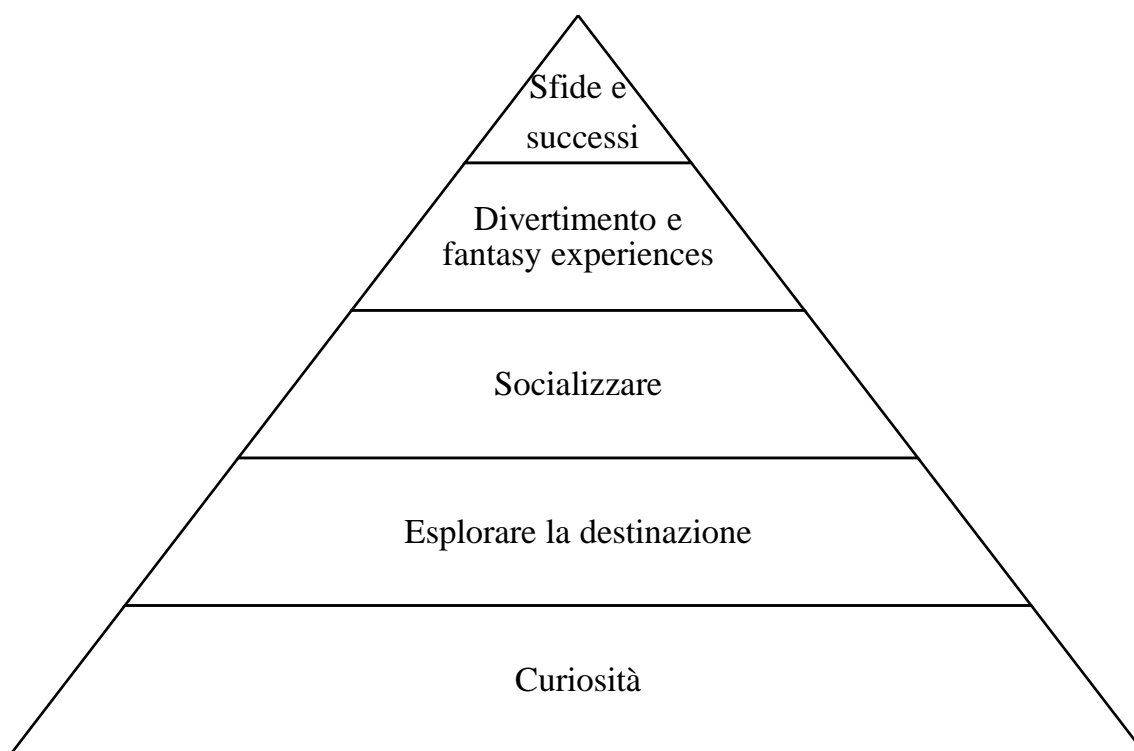 Sfide e
successi
Divertimento e
fantasy experiences
Socializzare
Esplorare la destinazione
Curiosità